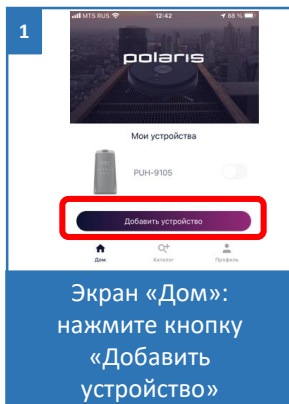 1
MTS RUS 12:42 88 %
polaris
Мои устройства
PUH-9105
Добавить устройство
Дом Каталог Профиль
Экран «Дом»:
нажмите кнопку
«Добавить
устройство»